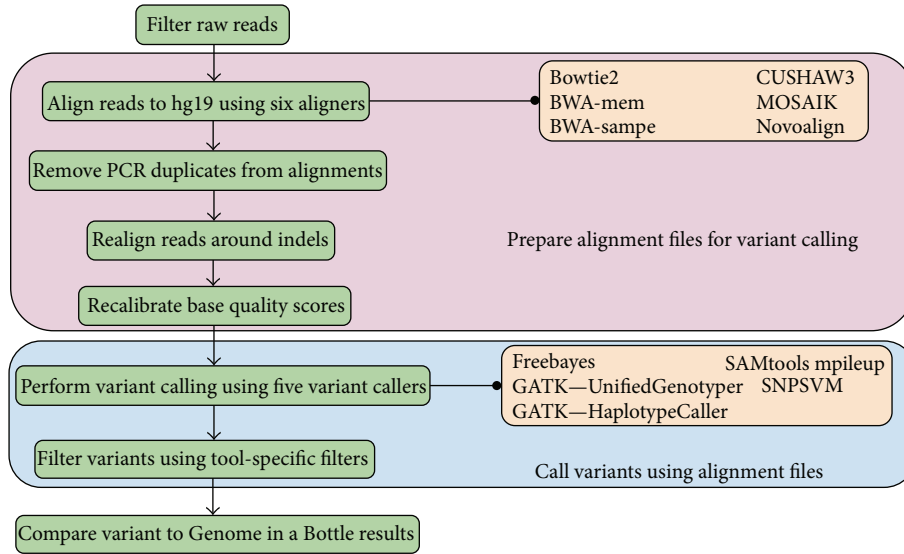 Filter raw reads
Align reads to hg19 using six aligners
Bowtie2
BWA-mem
BWA-sampe
CUSHAW3
MOSAIK
Novoalign
Remove PCR duplicates from alignments
Realign reads around indels
Prepare alignment files for variant calling
Recalibrate base quality scores
Perform variant calling using five variant callers
Freebayes
GATK—UnifiedGenotyper
GATK—HaplotypeCaller
SAMtools mpileup
SNPSVM
Filter variants using tool-specific filters
Call variants using alignment files
Compare variant to Genome in a Bottle results